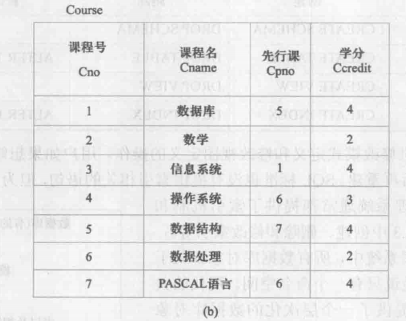 Course
课程号 课程名 先行课 学分
Cno Cname Cpno Ccredit
1 数据库 5 4
2 数学 2
3 信息系统 1 4
4 操作系统 6 3
5 数据结构 7 4
6 数据处理 2
7 PASCAL语言 6 4
(b)